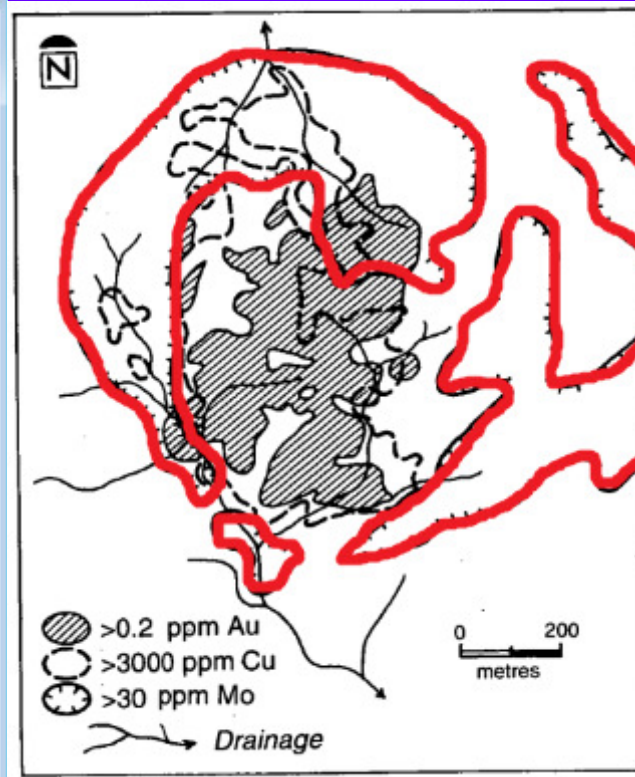 N
>0.2 ppm Au
>3000 ppm Cu
>30 ppm Mo
Drainage
0 200
metres